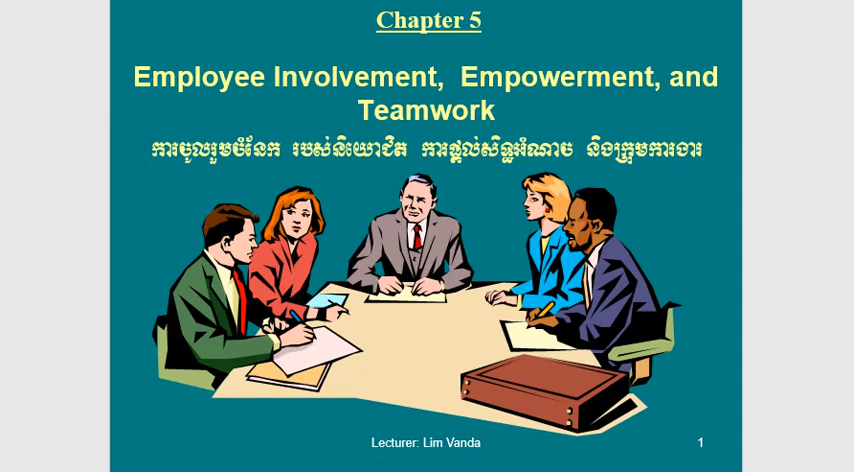 Chapter 5
Employee Involvement, Empowerment, and
Teamwork
ការចូលរួមចំនែក របស់និយោជិត ការផ្តល់សិទ្ធអំណាច និងក្រុមការងារ
Lecturer: Lim Vanda
1